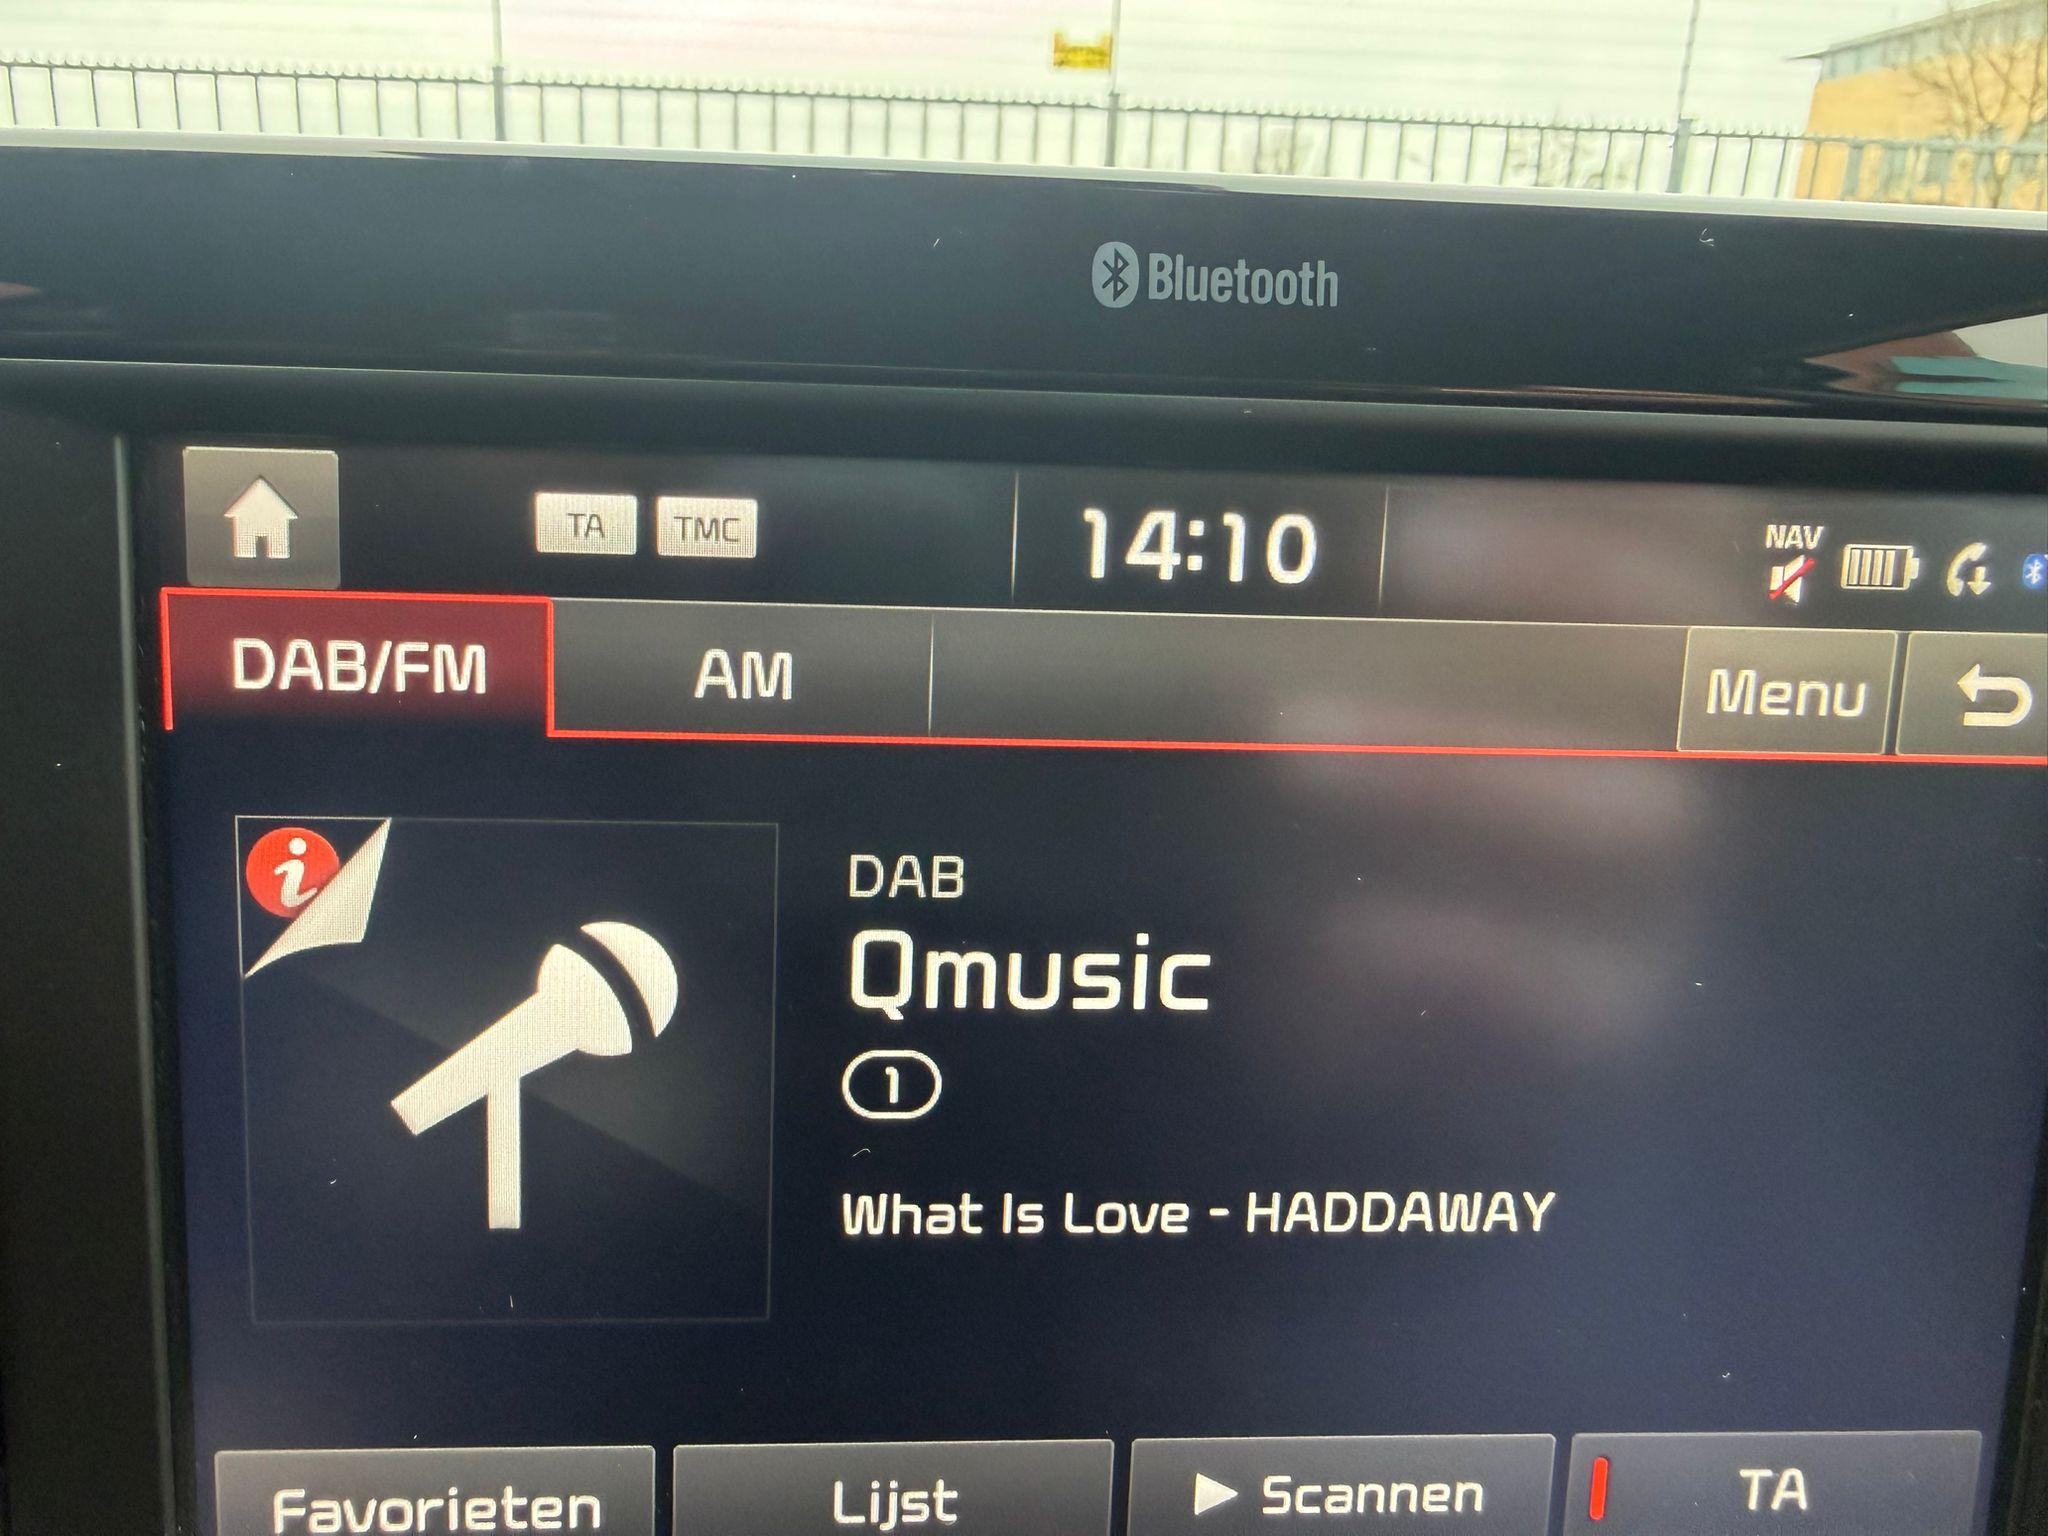 Bluetooth
TA TMC 14:10 NAV
DAB/FM AM Menu
DAB
Qmusic
1
What Is Love - HADDAWAY
Favorieten Lijst Scannen TA